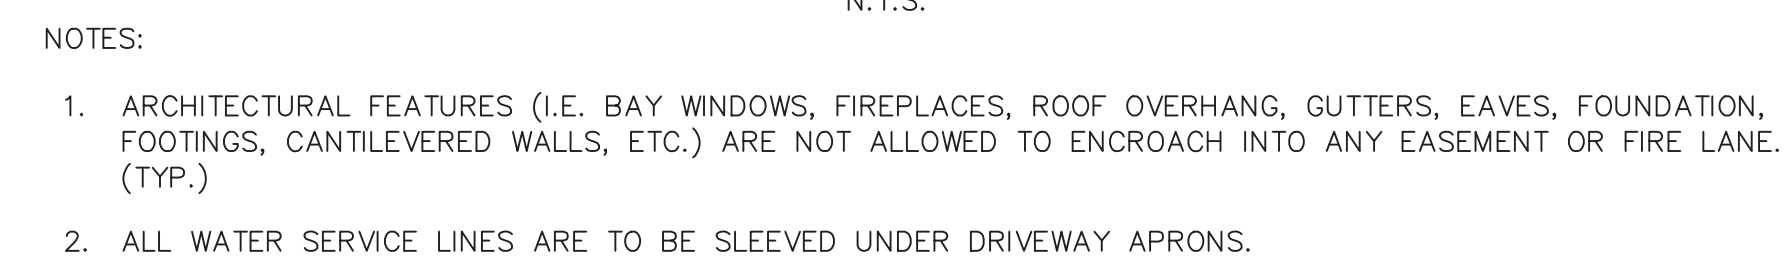 N.T.S.
NOTES:
1. ARCHITECTURAL FEATURES (I.E. BAY WINDOWS, FIREPLACES, ROOF OVERHANG, GUTTERS, EAVES, FOUNDATION,
FOOTINGS, CANTILEVERED WALLS, ETC.) ARE NOT ALLOWED TO ENCROACH INTO ANY EASEMENT OR FIRE LANE.
(TYP.)
2. ALL WATER SERVICE LINES ARE TO BE SLEEVED UNDER DRIVEWAY APRONS.